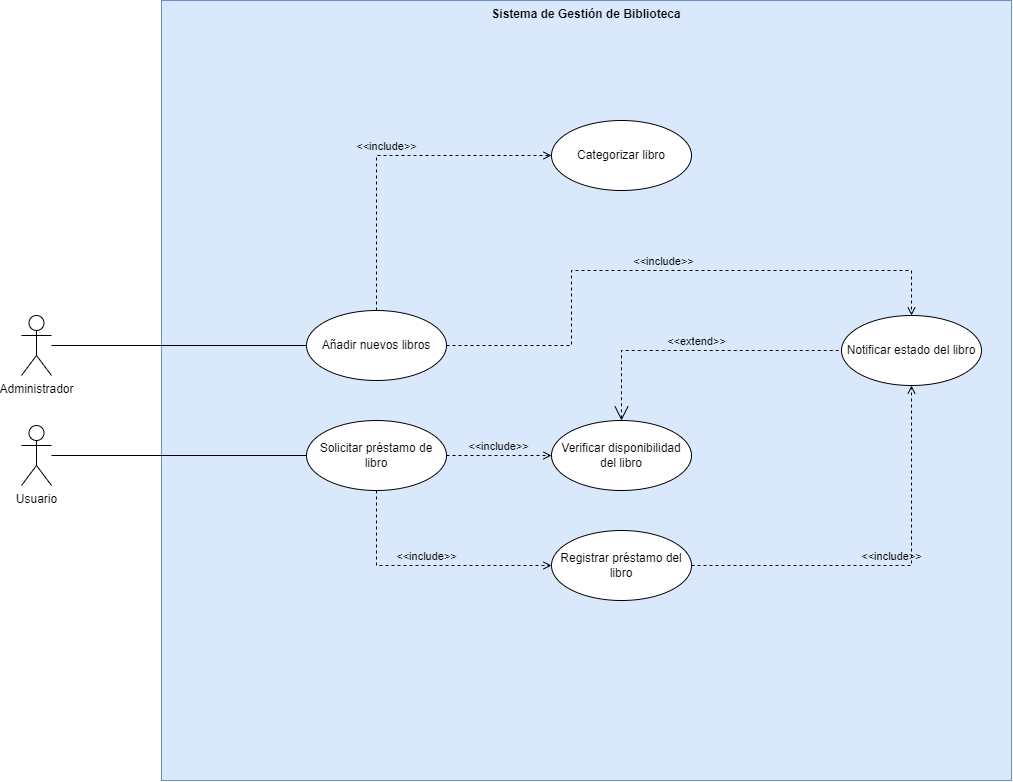 Sistema de Gestión de Biblioteca
<<include>>
Categorizar libro
<<include>>
Añadir nuevos libros
<<extend>>
Notificar estado del libro
Administrador
Solicitar préstamo de
libro
<<include>>
Verificar disponibilidad
del libro
Usuario
<<include>>
Registrar préstamo del
libro
<<include>>